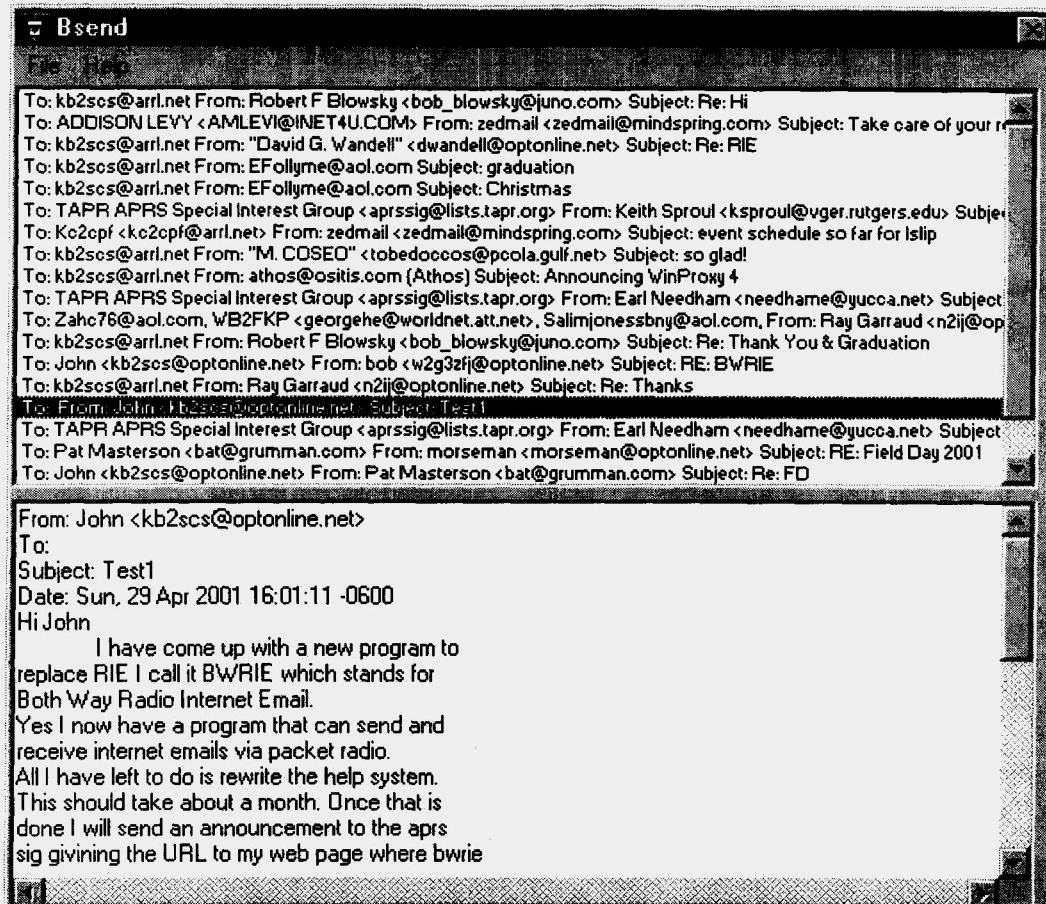 Bsend
File Help
To: kb2scs@arrl.net From: Robert F Blowsky <bob_blowsky@juno.com> Subject: Re: Hi
To: ADDISON LEVY <AMLEVI@INET4U.COM> From: zedmail <zedmail@mindspring.com> Subject: Take care of your
To: kb2scs@arrl.net From: "David G. Wandell" <dwandell@optonline.net> Subject: Re: RIE
To: kb2scs@arrl.net From: EFollyme@aol.com Subject: graduation
To: kb2scs@arrl.net From: EFollyme@aol.com Subject: Christmas
To: TAPR APRS Special Interest Group <aprssig@lists.tapr.org> From: Keith Sproul <ksproul@vger.rutgers.edu> Subje
To: Kc2cpf <kc2cpf@arrl.net> From: zedmail <zedmail@mindspring.com> Subject: event schedule so far for Islip
To: kb2scs@arrl.net From: "M. COSEO" <tobedoccos@pcola.gulf.net> Subject: so glad!
To: kb2scs@arrl.net From: athos@ositis.com (Athos) Subject: Announcing WinProxy 4
To: TAPR APRS Special Interest Group <aprssig@lists.tapr.org> From: Earl Needham <needhame@yucca.net> Subject
To: Zahc76@aol.com, WB2FKP <georgehe@worldnet.att.net>, Salimjonessbny@aol.com, From: Ray Garraud <n2ij@op
To: kb2scs@arrl.net From: Robert F Blowsky <bob_blowsky@juno.com> Subject: Re: Thank You & Graduation
To: John <kb2scs@optonline.net> From: bob <w2g3zfj@optonline.net> Subject: RE: BWRIE
To: kb2scs@arrl.net From: Ray Garraud <n2ij@optonline.net> Subject: Re: Thanks
To: From: John <kb2scs@optonline.net> Subject: Test1
To: TAPR APRS Special Interest Group <aprssig@lists.tapr.org> From: Earl Needham <needhame@yucca.net> Subject
To: Pat Masterson <bat@grumman.com> From: morseman <morseman@optonline.net> Subject: RE: Field Day 2001
To: John <kb2scs@optonline.net> From: Pat Masterson <bat@grumman.com> Subject: Re: FD
From: John <kb2scs@optonline.net>
To:
Subject: Test1
Date: Sun, 29 Apr 2001 16:01:11 -0600
Hi John
I have come up with a new program to
replace RIE I call it BWRIE which stands for
Both Way Radio Internet Email.
Yes I now have a program that can send and
receive internet emails via packet radio.
All I have left to do is rewrite the help system.
This should take about a month. Once that is
done I will send an announcement to the aprs
sig givining the URL to my web page where bwrie